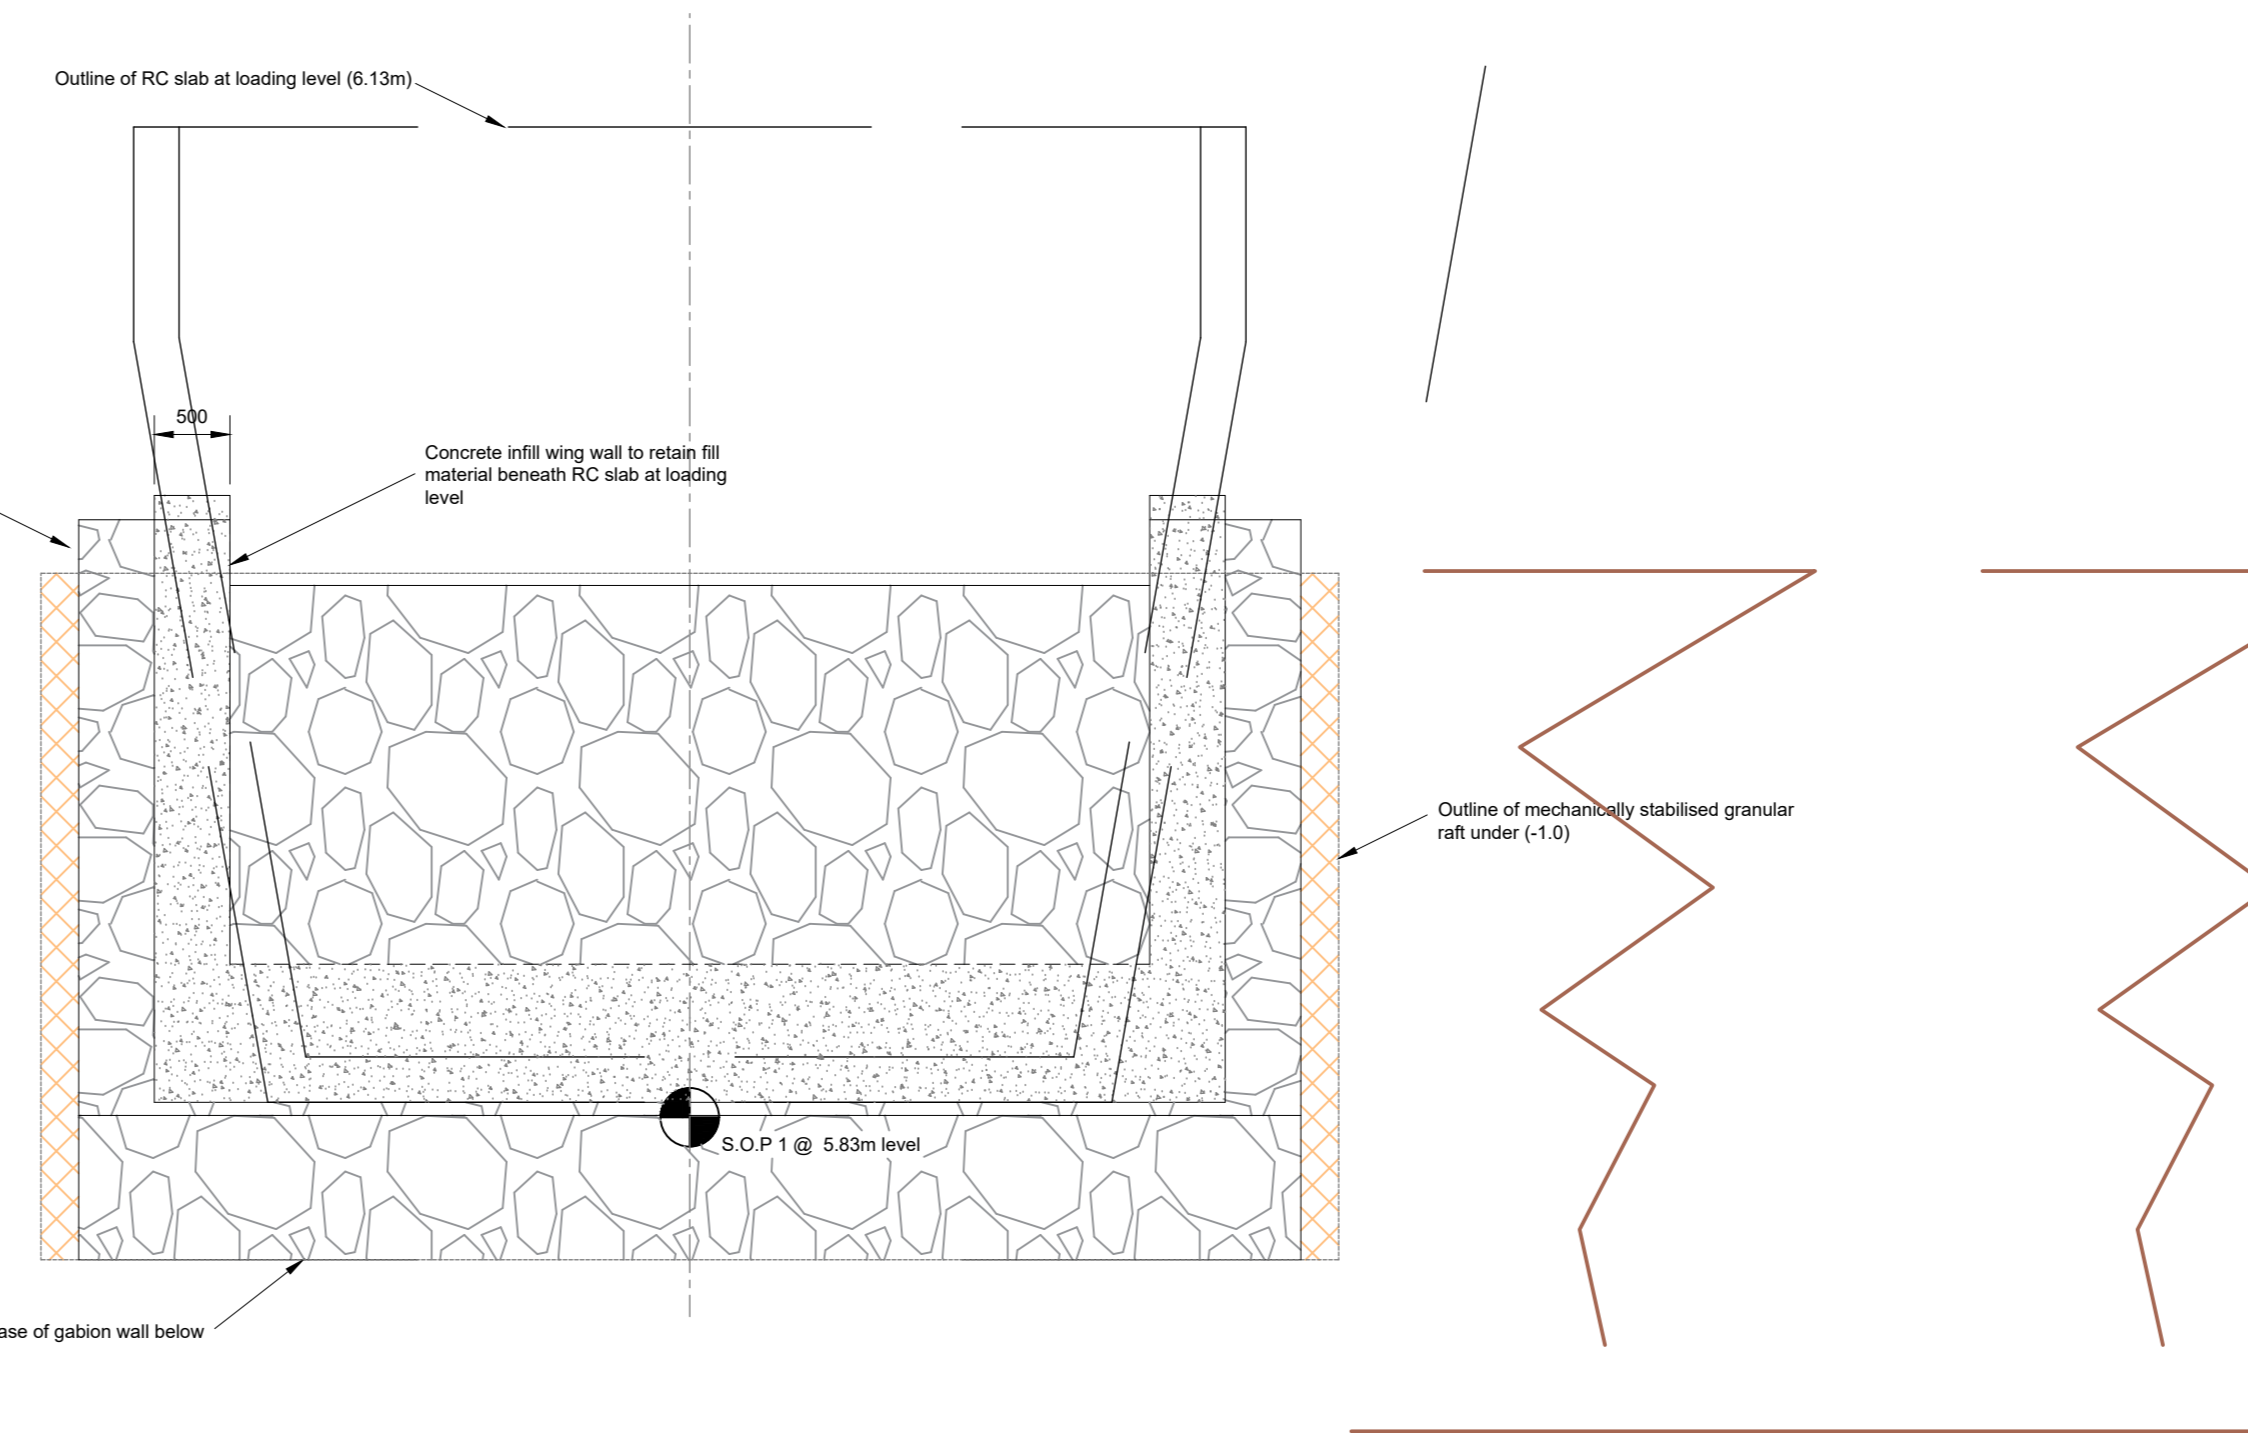 Outline of RC slab at loading level (6.13m)
500
Concrete infill wing wall to retain fill
material beneath RC slab at loading
level
Outline of mechanically stabilised granular
raft under (-1.0)
S.O.P 1 @ 5.83m level
of gabion wall below